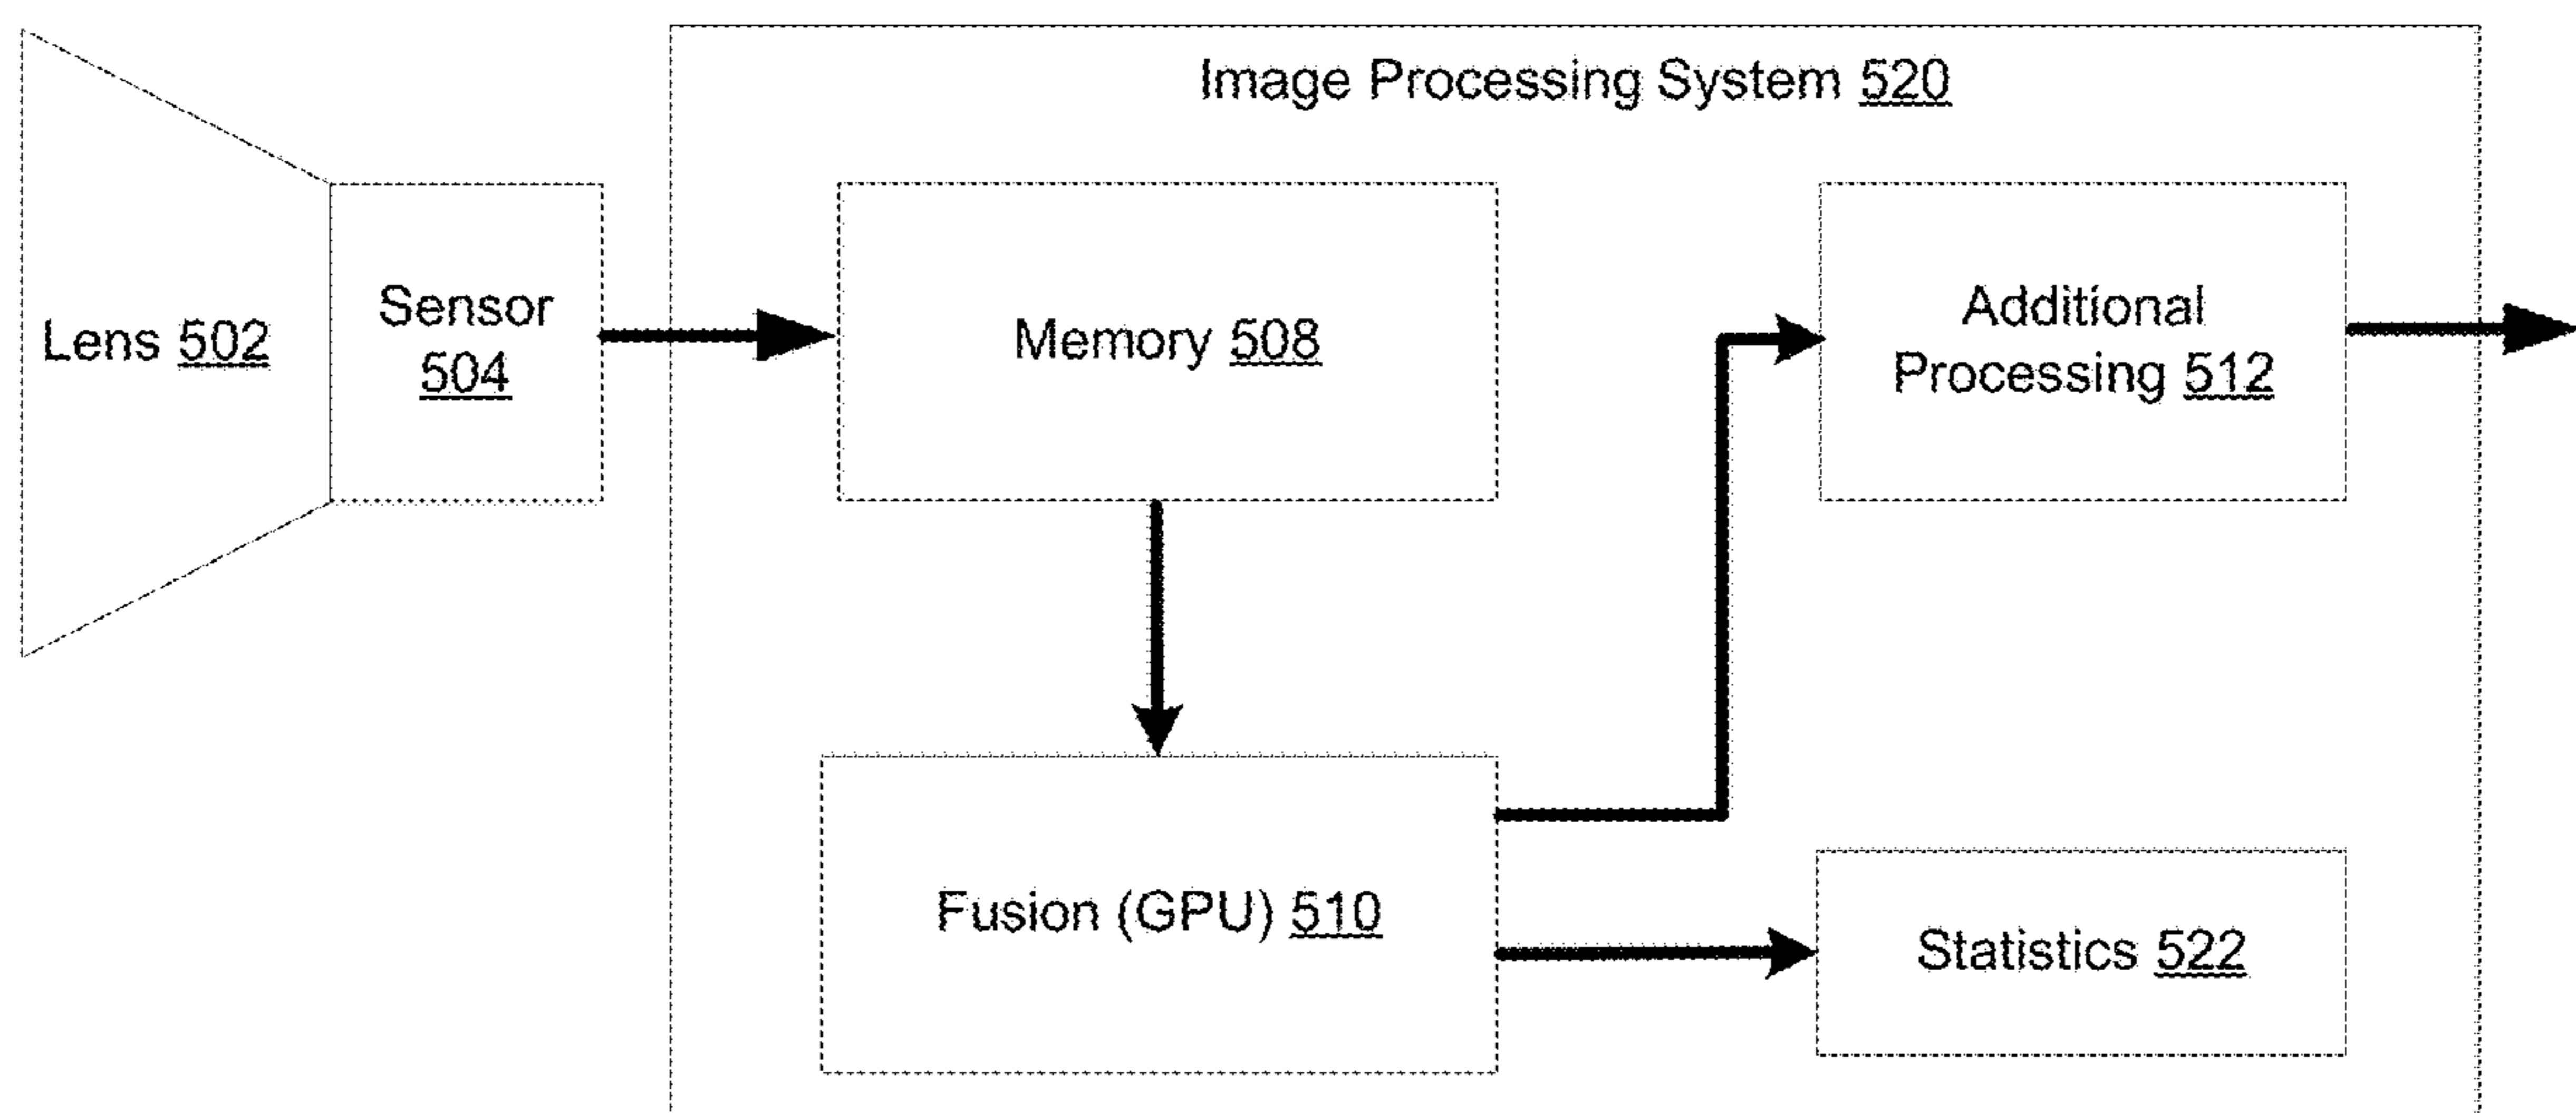 Image Processing System 520
Lens 502
Sensor
504
Memory 508
Additional
Processing 512
Fusion (GPU) 510
Statistics 522